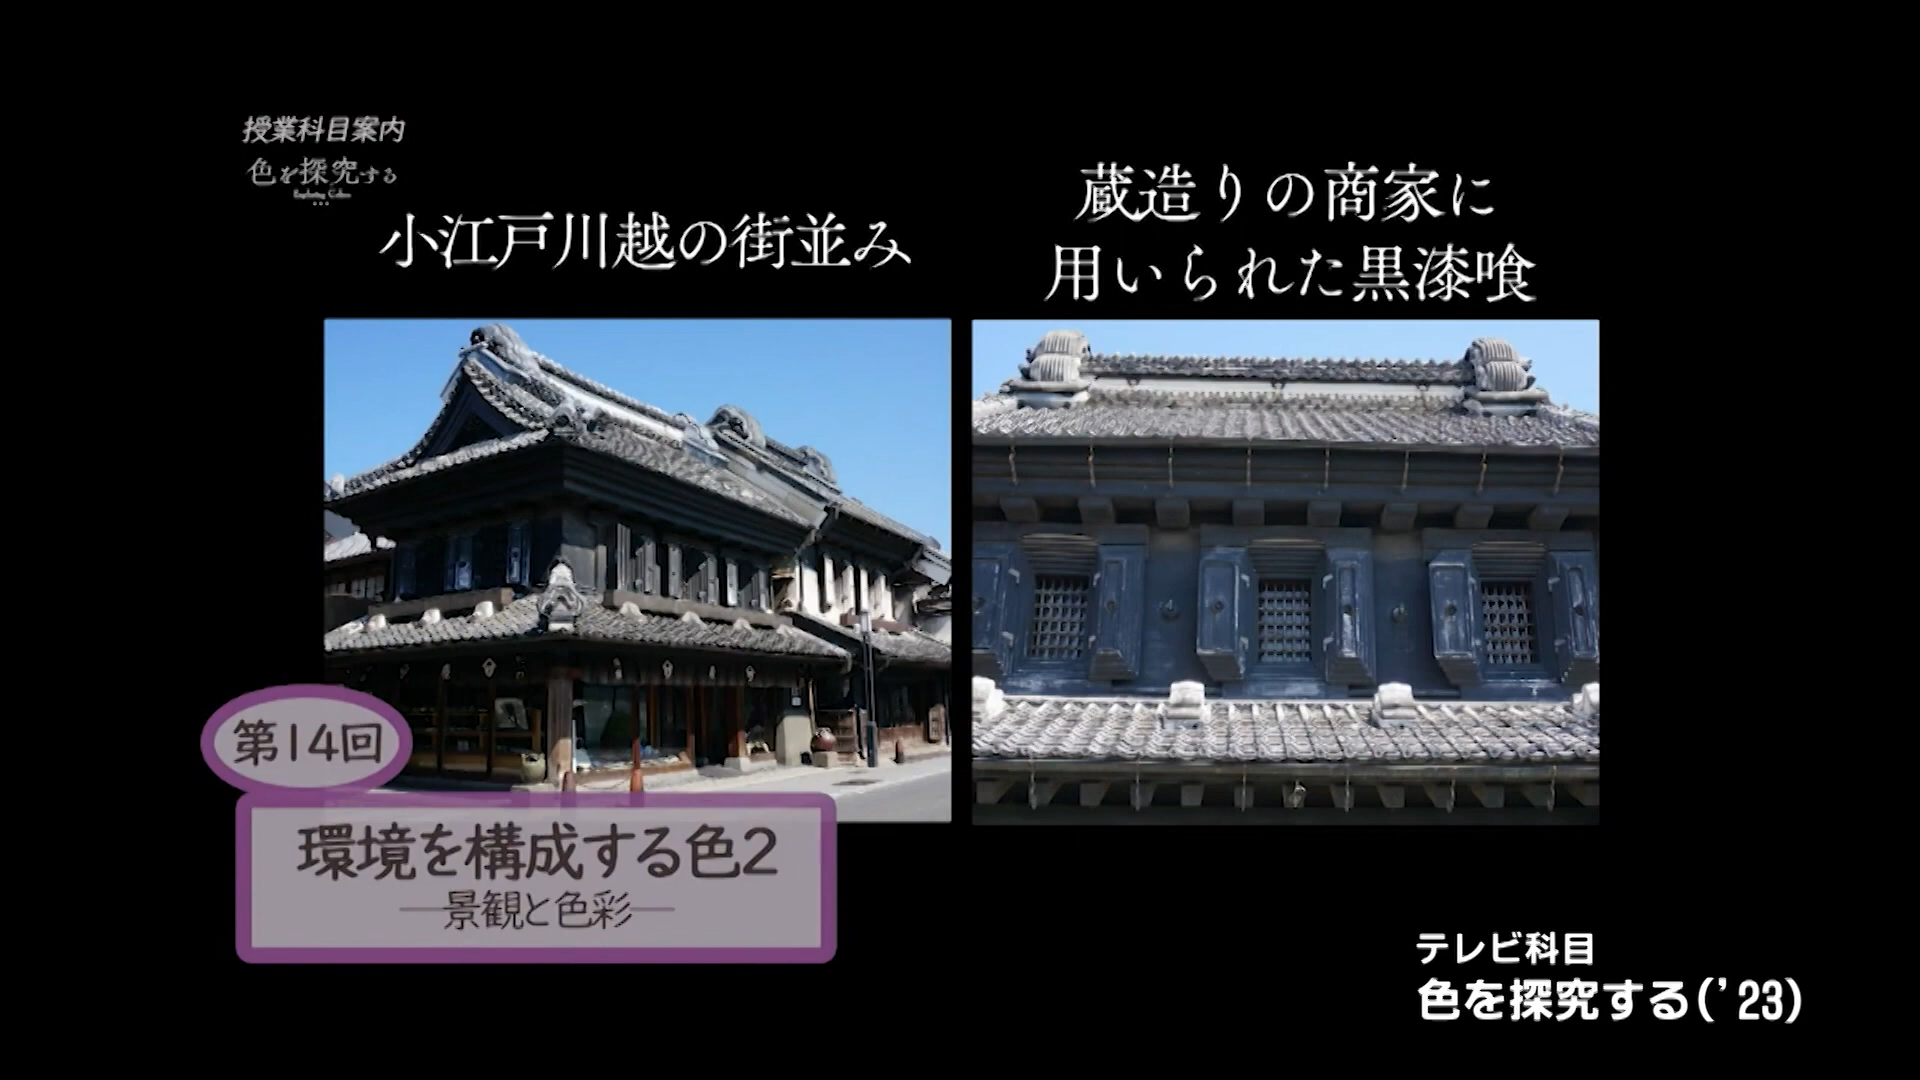 授業科目案内
色を探究する
Exploring Colors
小江戸川越の街並み
蔵造りの商家に
用いられた黒漆喰
第14回
環境を構成する色2
―景観と色彩―
テレビ科目
色を探究する('23)